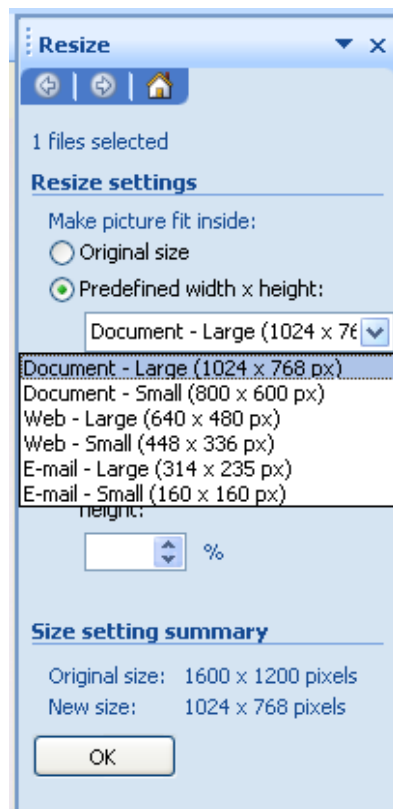 Resize
1 files selected
Resize settings
Make picture fit inside:
Original size
Predefined width x height:
Document - Large (1024 x 76
Document - Large (1024 x 768 px)
Document - Small (800 x 600 px)
Web - Large (640 x 480 px)
Web - Small (448 x 336 px)
E-mail - Large (314 x 235 px)
E-mail - Small (160 x 160 px)
height:
%
Size setting summary
Original size: 1600 x 1200 pixels
New size: 1024 x 768 pixels
OK